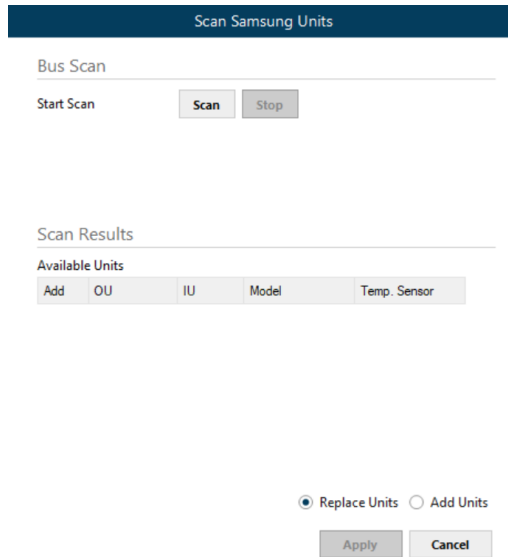 Scan Samsung Units
Bus Scan
Start Scan Scan Stop
Scan Results
Available Units
Add OU IU Model Temp. Sensor
Replace Units Add Units
Apply Cancel